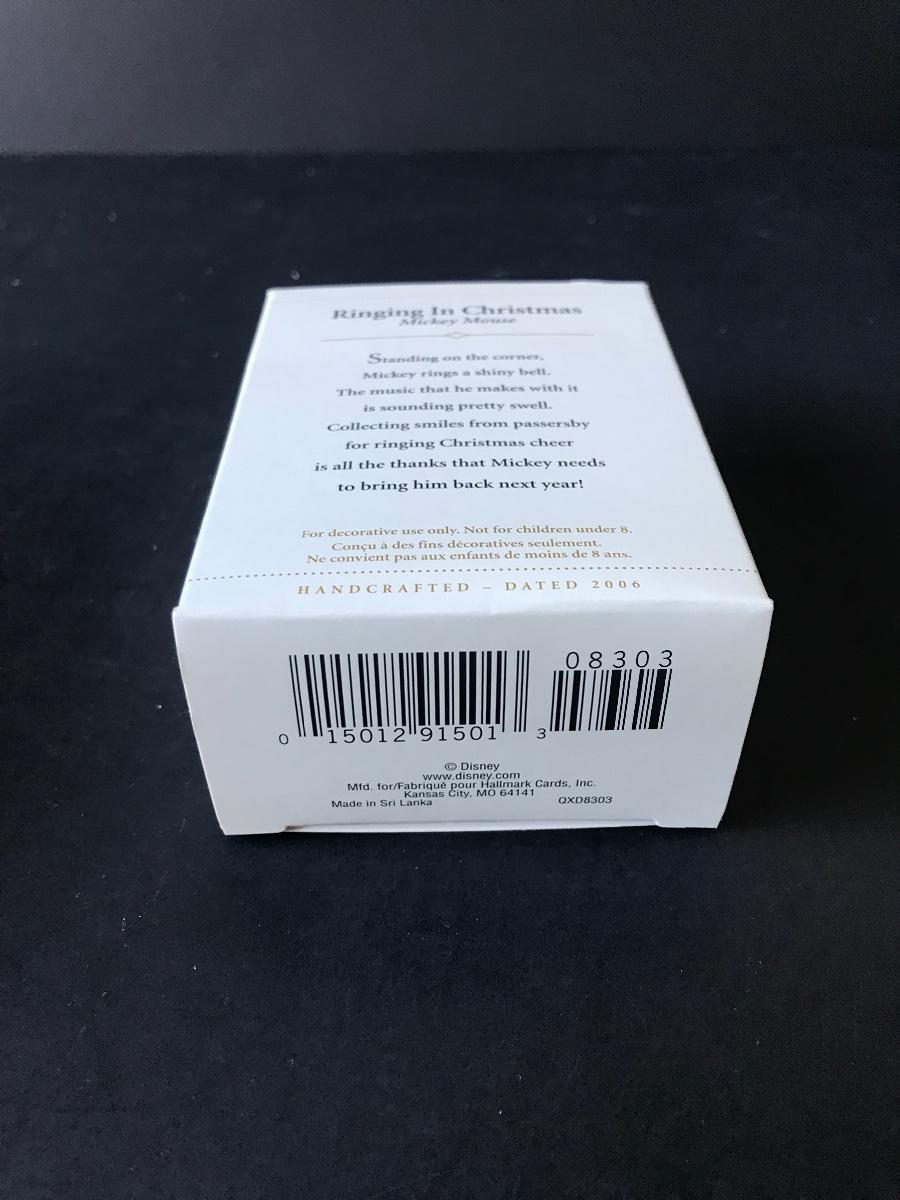 Ringing In Christmas
Mickey Mouse
Standing on the corner,
Mickey rings a shiny bell.
The music that he makes with it
is sounding pretty swell.
Collecting smiles from passersby
for ringing Christmas cheer
is all the thanks that Mickey needs
to bring him back next year!
For decorative use only. Not for children under 8.
Conçu à des fins décoratives seulement.
Ne convient pas aux enfants de moins de 8 ans.
HANDCRAFTED – DATED 2006
08303
0 15012 91501 3
© Disney
www.disney.com
Mfd. for/Fabriqué pour Hallmark Cards, Inc.
Kansas City, MO 64141
Made in Sri Lanka QXD8303